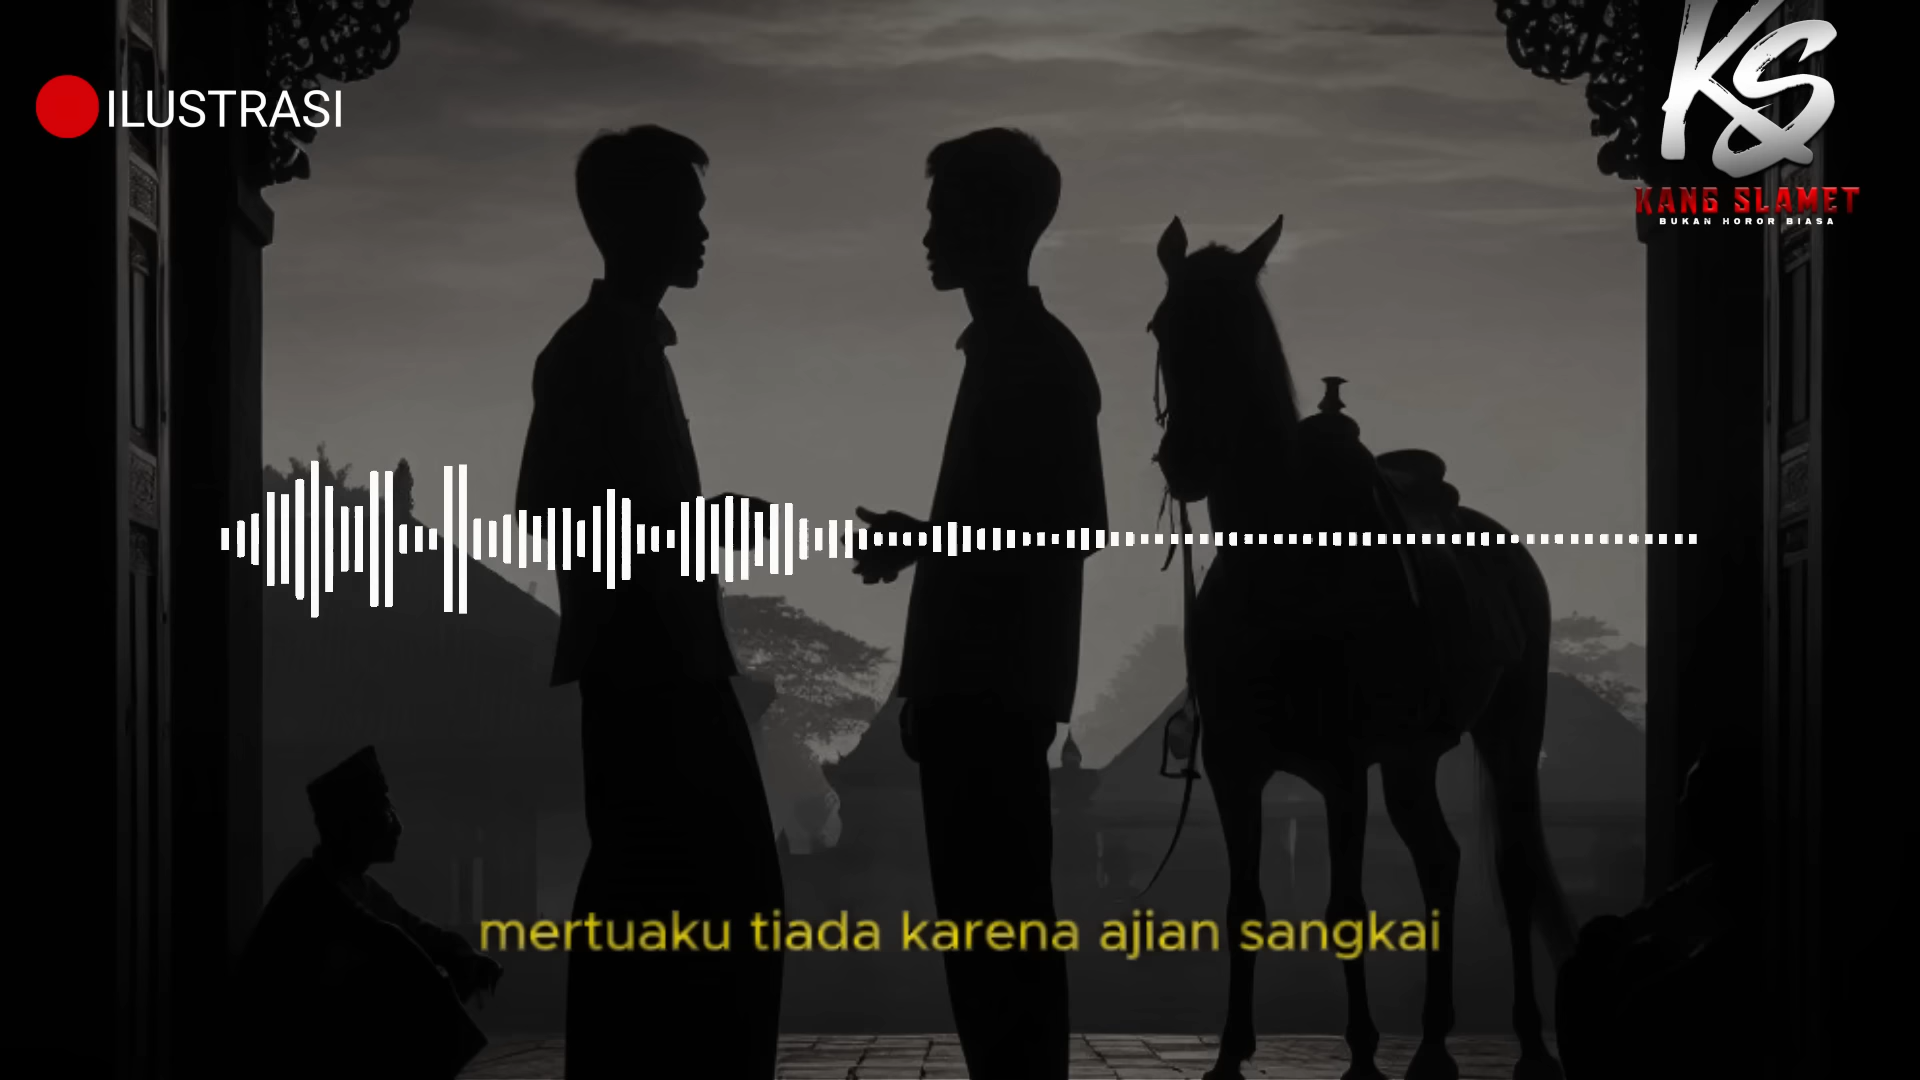 ILUSTRASI
KS
KANG SLAMET
BUKAN HOROR BIASA
mertuaku tiada karena ajian sangkai